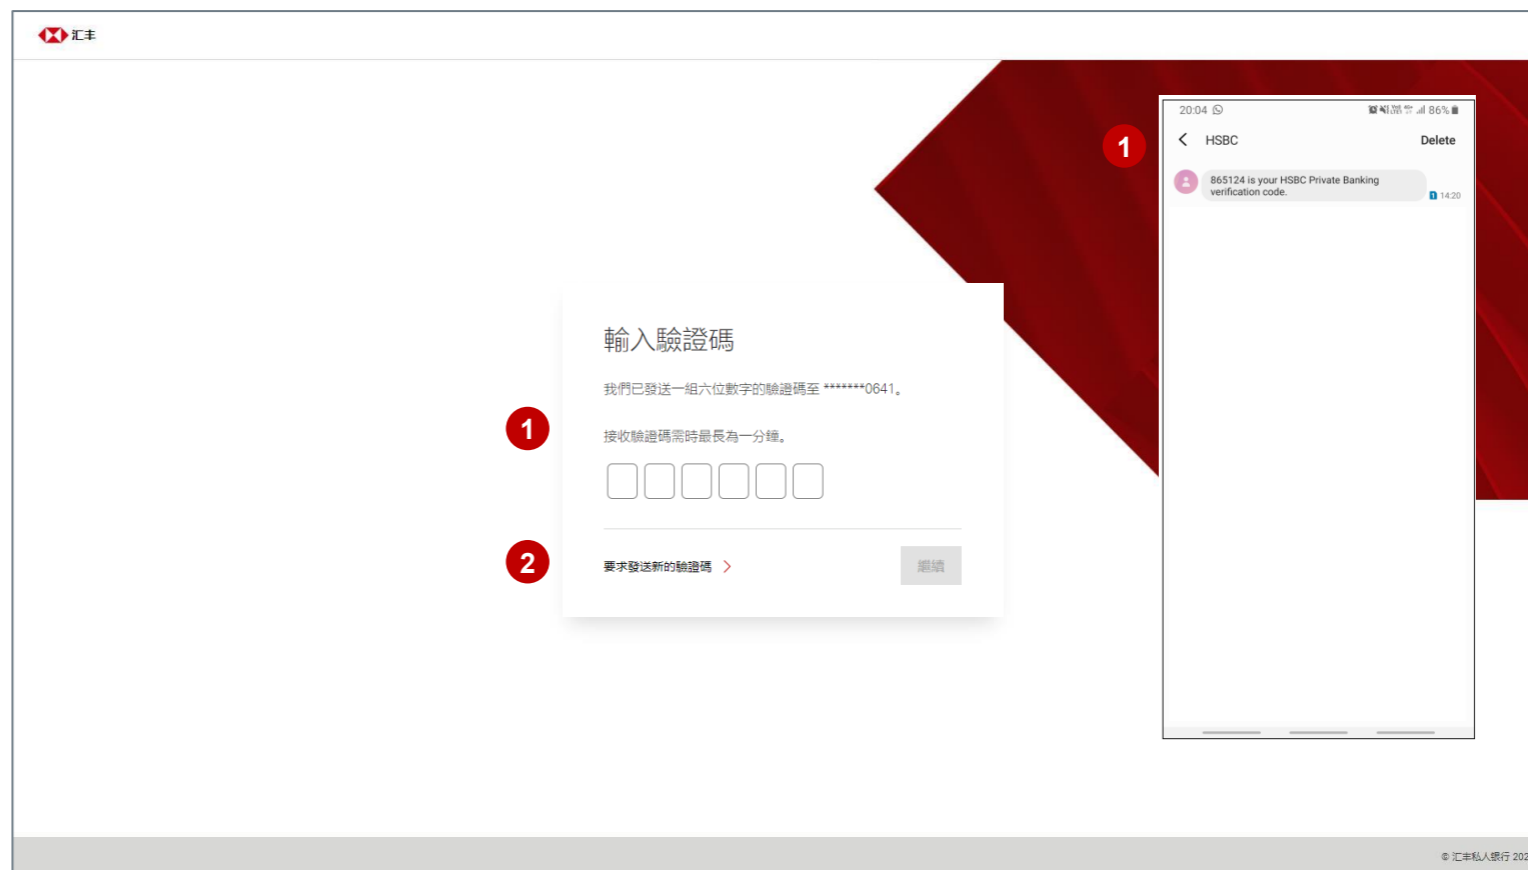 汇丰
1
20:04 86%
HSBC Delete
865124 is your HSBC Private Banking
verification code.
1 14:20
輸入驗證碼
我們已發送一組六位數字的驗證碼至 *******0641。
1
接收驗證碼需時最長為一分鐘。
2
要求發送新的驗證碼
繼續
© 汇丰私人银行 202